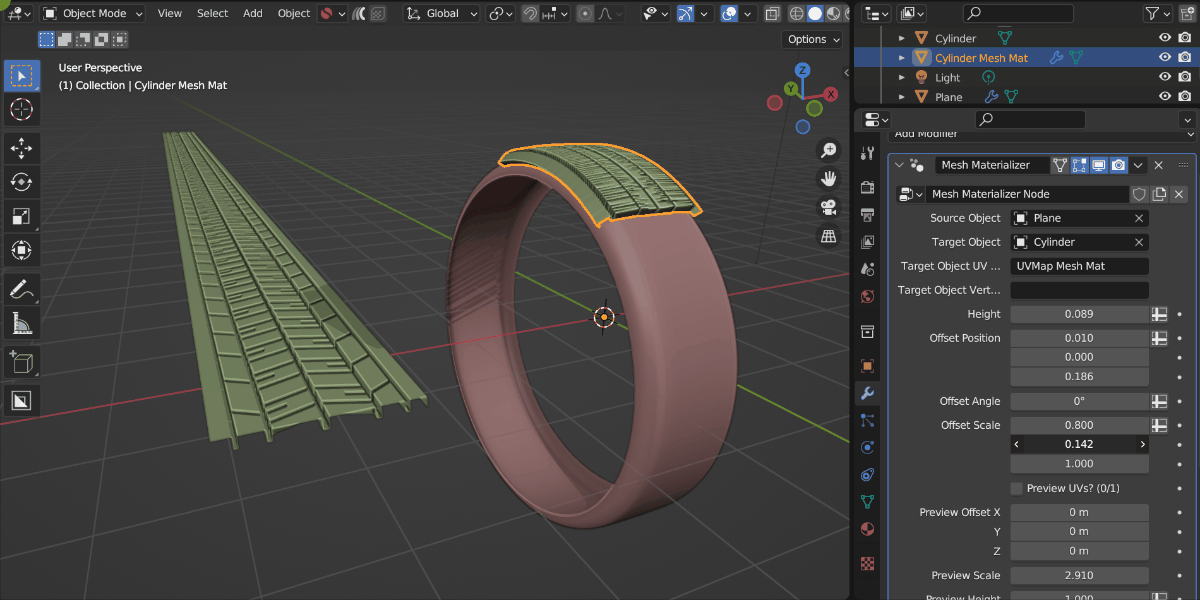 Object Mode View Select Add Object Global
Options
User Perspective
(1) Collection | Cylinder Mesh Mat
Z
Y
X
Cylinder
Cylinder Mesh Mat
Light
Plane
Add Modifier
Mesh Materializer
Mesh Materializer Node
Source Object Plane
Target Object Cylinder
Target Object UV ... UVMap Mesh Mat
Target Object Vert...
Height 0.089
Offset Position 0.010
0.000
0.186
Offset Angle 0°
Offset Scale 0.800
0.142
1.000
Preview UVs? (0/1)
Preview Offset X 0 m
Y 0 m
Z 0 m
Preview Scale 2.910
Preview Height 1.000